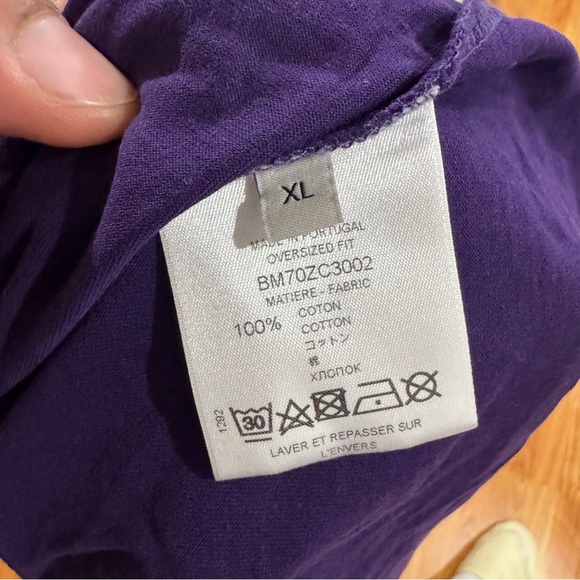 XL
MADE IN PORTUGAL
OVERSIZED FIT
BM70ZC3002
MATIERE - FABRIC
100% COTON
COTTON
コットン
棉
ХЛОПОК
1292
30
LAVER ET REPASSER SUR
L'ENVERS